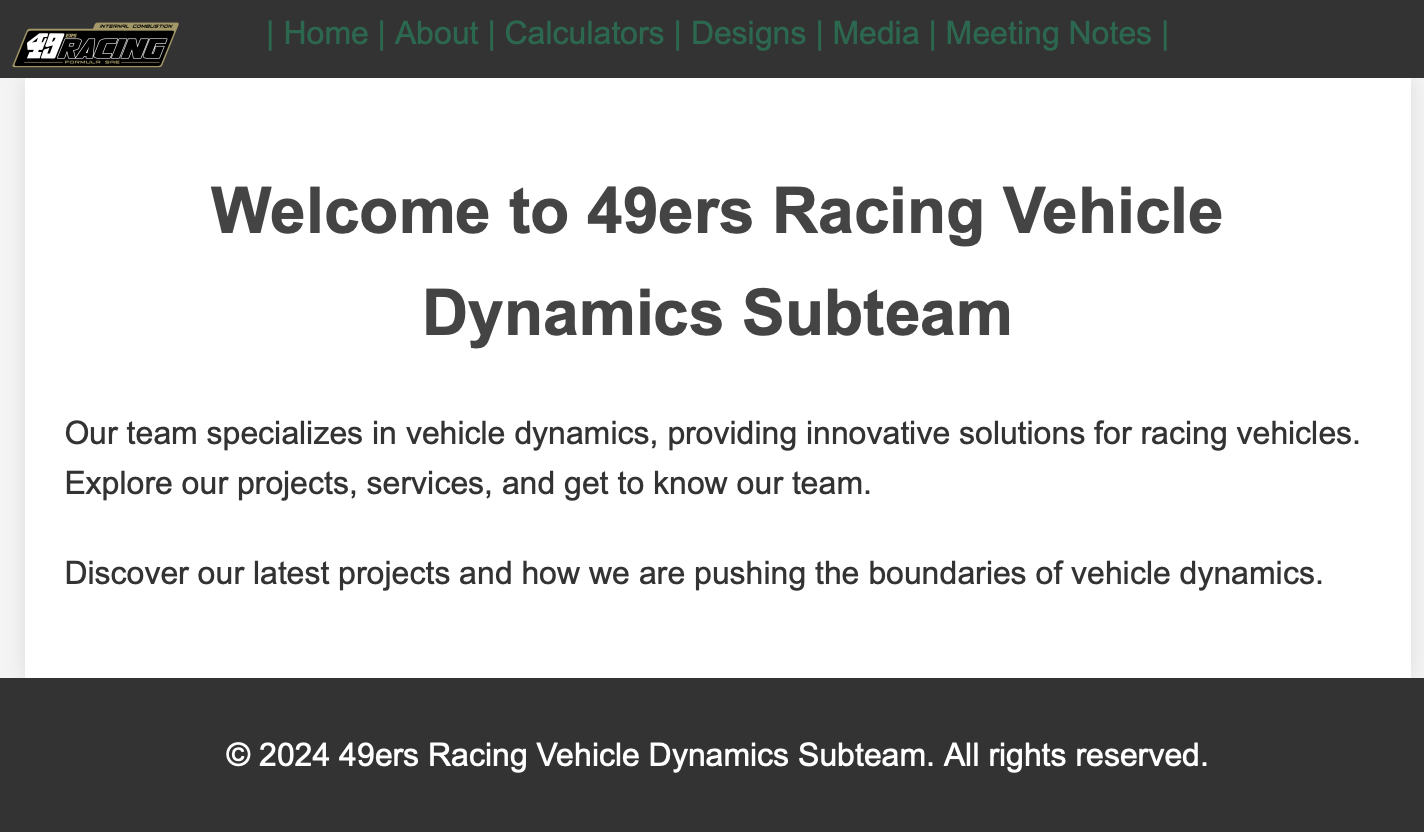 INTERNAL COMBUSTION
49ers RACING
FORMULA SAE
| Home | About | Calculators | Designs | Media | Meeting Notes |
Welcome to 49ers Racing Vehicle
Dynamics Subteam
Our team specializes in vehicle dynamics, providing innovative solutions for racing vehicles.
Explore our projects, services, and get to know our team.
Discover our latest projects and how we are pushing the boundaries of vehicle dynamics.
© 2024 49ers Racing Vehicle Dynamics Subteam. All rights reserved.